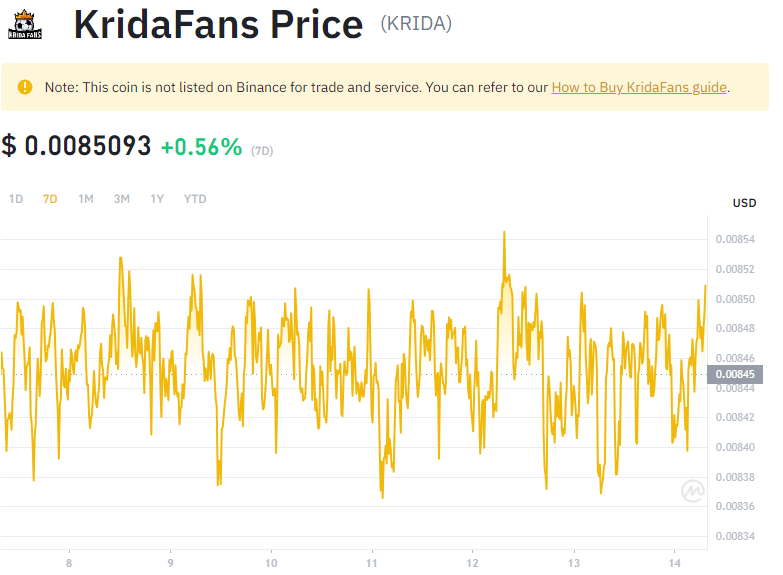 KRIDA FANS
KridaFans Price (KRIDA)
Note: This coin is not listed on Binance for trade and service. You can refer to our How to Buy KridaFans guide.
$ 0.0085093 +0.56% (7D)
1D 7D 1M 3M 1Y YTD
USD
0.00854
0.00852
0.00850
0.00848
0.00846
0.00845
0.00844
0.00842
0.00840
0.00838
0.00836
0.00834
8 9 10 11 12 13 14